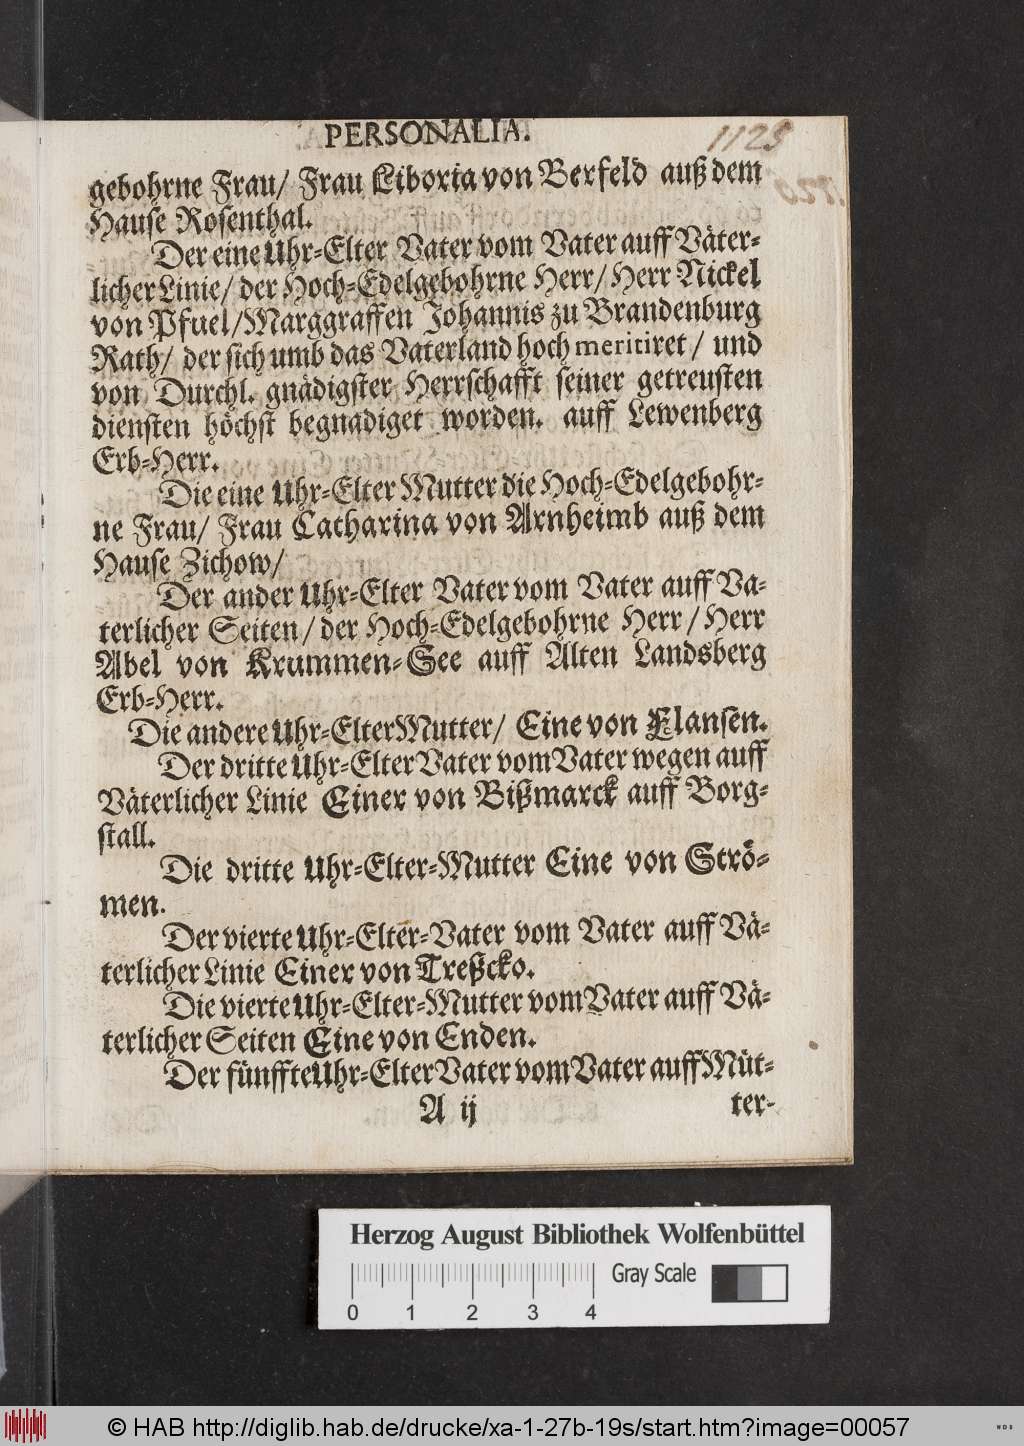 PERSONALIA.
1125
gebohrne Frau/ Frau Liboria von Berfeld auß dem
Hause Rosenthal.
Der eine Uhr-Elter Vater vom Vater auff Väter-
licher Linie/ der Hoch-Edelgebohrne Herr/ Herr Nickel
von Pfuel/ Marggraffen Johannis zu Brandenburg
Rath/ der sich umb das Vaterland hoch meritiret/ und
von Durchl. gnädigster Herrschafft seiner getreusten
diensten höchst begnadiget worden. auff Lewenberg
Erb-Herr.
Die eine Uhr-Elter Mutter die Hoch-Edelgebohr-
ne Frau/ Frau Catharina von Arnheimb auß dem
Hause Zichow/
Der ander Uhr-Elter Vater vom Vater auff Va-
terlicher Seiten/ der Hoch-Edelgebohrne Herr/ Herr
Abel von Krummen-See auff Alten Landsberg
Erb-Herr.
Die andere Uhr-Elter Mutter/ Eine von Flansen.
Der dritte Uhr-Elter Vater vom Vater wegen auff
Väterlicher Linie Einer von Bißmarck auff Borg-
stall.
Die dritte Uhr-Elter-Mutter Eine von Strö-
men.
Der vierte Uhr-Elter-Vater vom Vater auff Vä-
terlicher Linie Einer von Treßcko.
Die vierte Uhr-Elter-Mutter vom Vater auff Vä-
terlicher Seiten Eine von Enden.
Der fünffte Uhr-Elter Vater vom Vater auff Müt-
A ij ter-
Herzog August Bibliothek Wolfenbüttel
Gray Scale
0 1 2 3 4
© HAB http://diglib.hab.de/drucke/xa-1-27b-19s/start.htm?image=00057